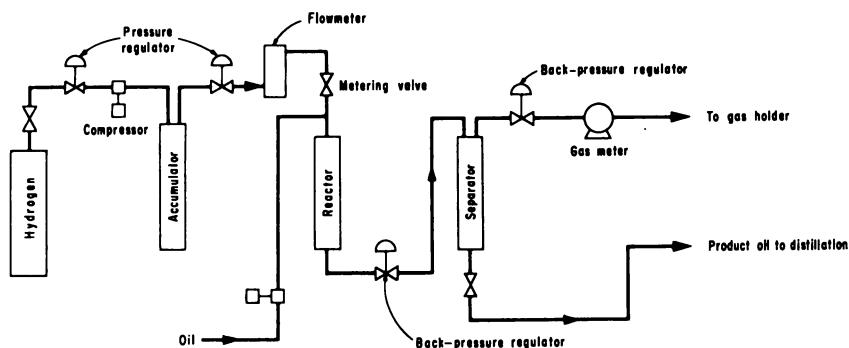 Flowmeter
Pressure
regulator
Back-pressure regulator
Metering valve
Compressor
To gas holder
Gas meter
Hydrogen
Accumulator
Reactor
Separator
Product oil to distillation
Oil
Back-pressure regulator